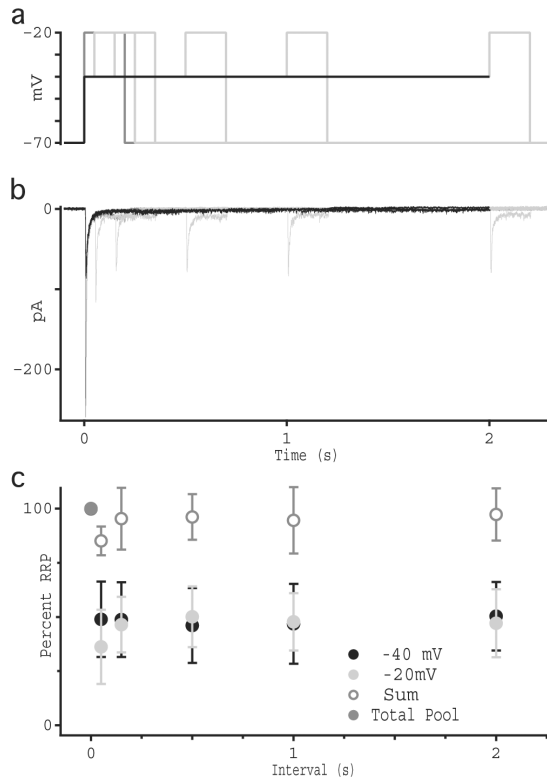 a
-20
mV
-70
b
0
pA
-200
0
1
2
Time (s)
c
100
Percent RRP
0
-40 mV
-20mV
Sum
Total Pool
0
1
2
Interval (s)